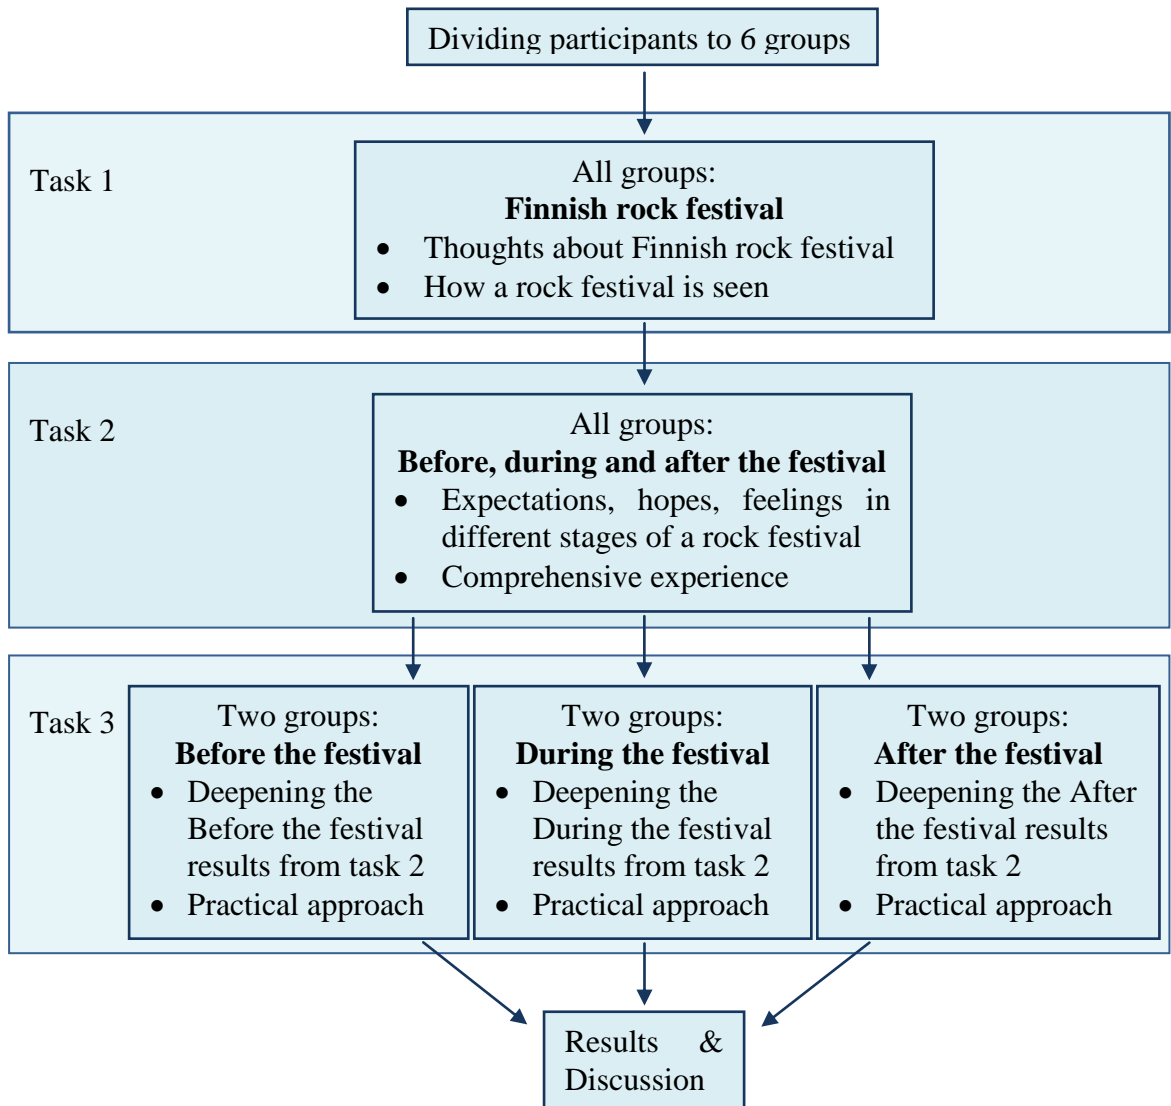 Dividing participants to 6 groups
Task 1
All groups:
Finnish rock festival
• Thoughts about Finnish rock festival
• How a rock festival is seen
Task 2
All groups:
Before, during and after the festival
• Expectations, hopes, feelings in
different stages of a rock festival
• Comprehensive experience
Task 3
Two groups:
Before the festival
• Deepening the
Before the festival
results from task 2
• Practical approach
Two groups:
During the festival
• Deepening the
During the festival
results from task 2
• Practical approach
Two groups:
After the festival
• Deepening the After
the festival results
from task 2
• Practical approach
Results &
Discussion